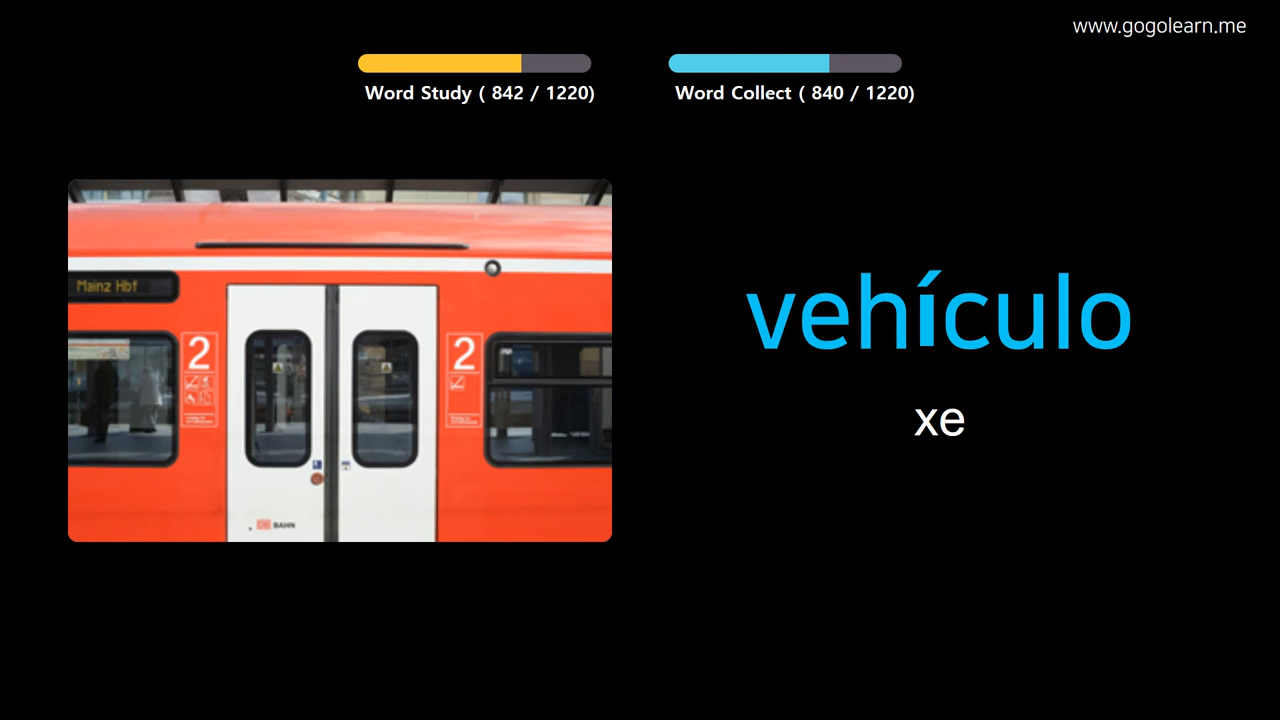 www.gogolearn.me
Word Study ( 842 / 1220)
Word Collect ( 840 / 1220)
Mainz Hbf
2
2
DB BAHN
vehículo
xe